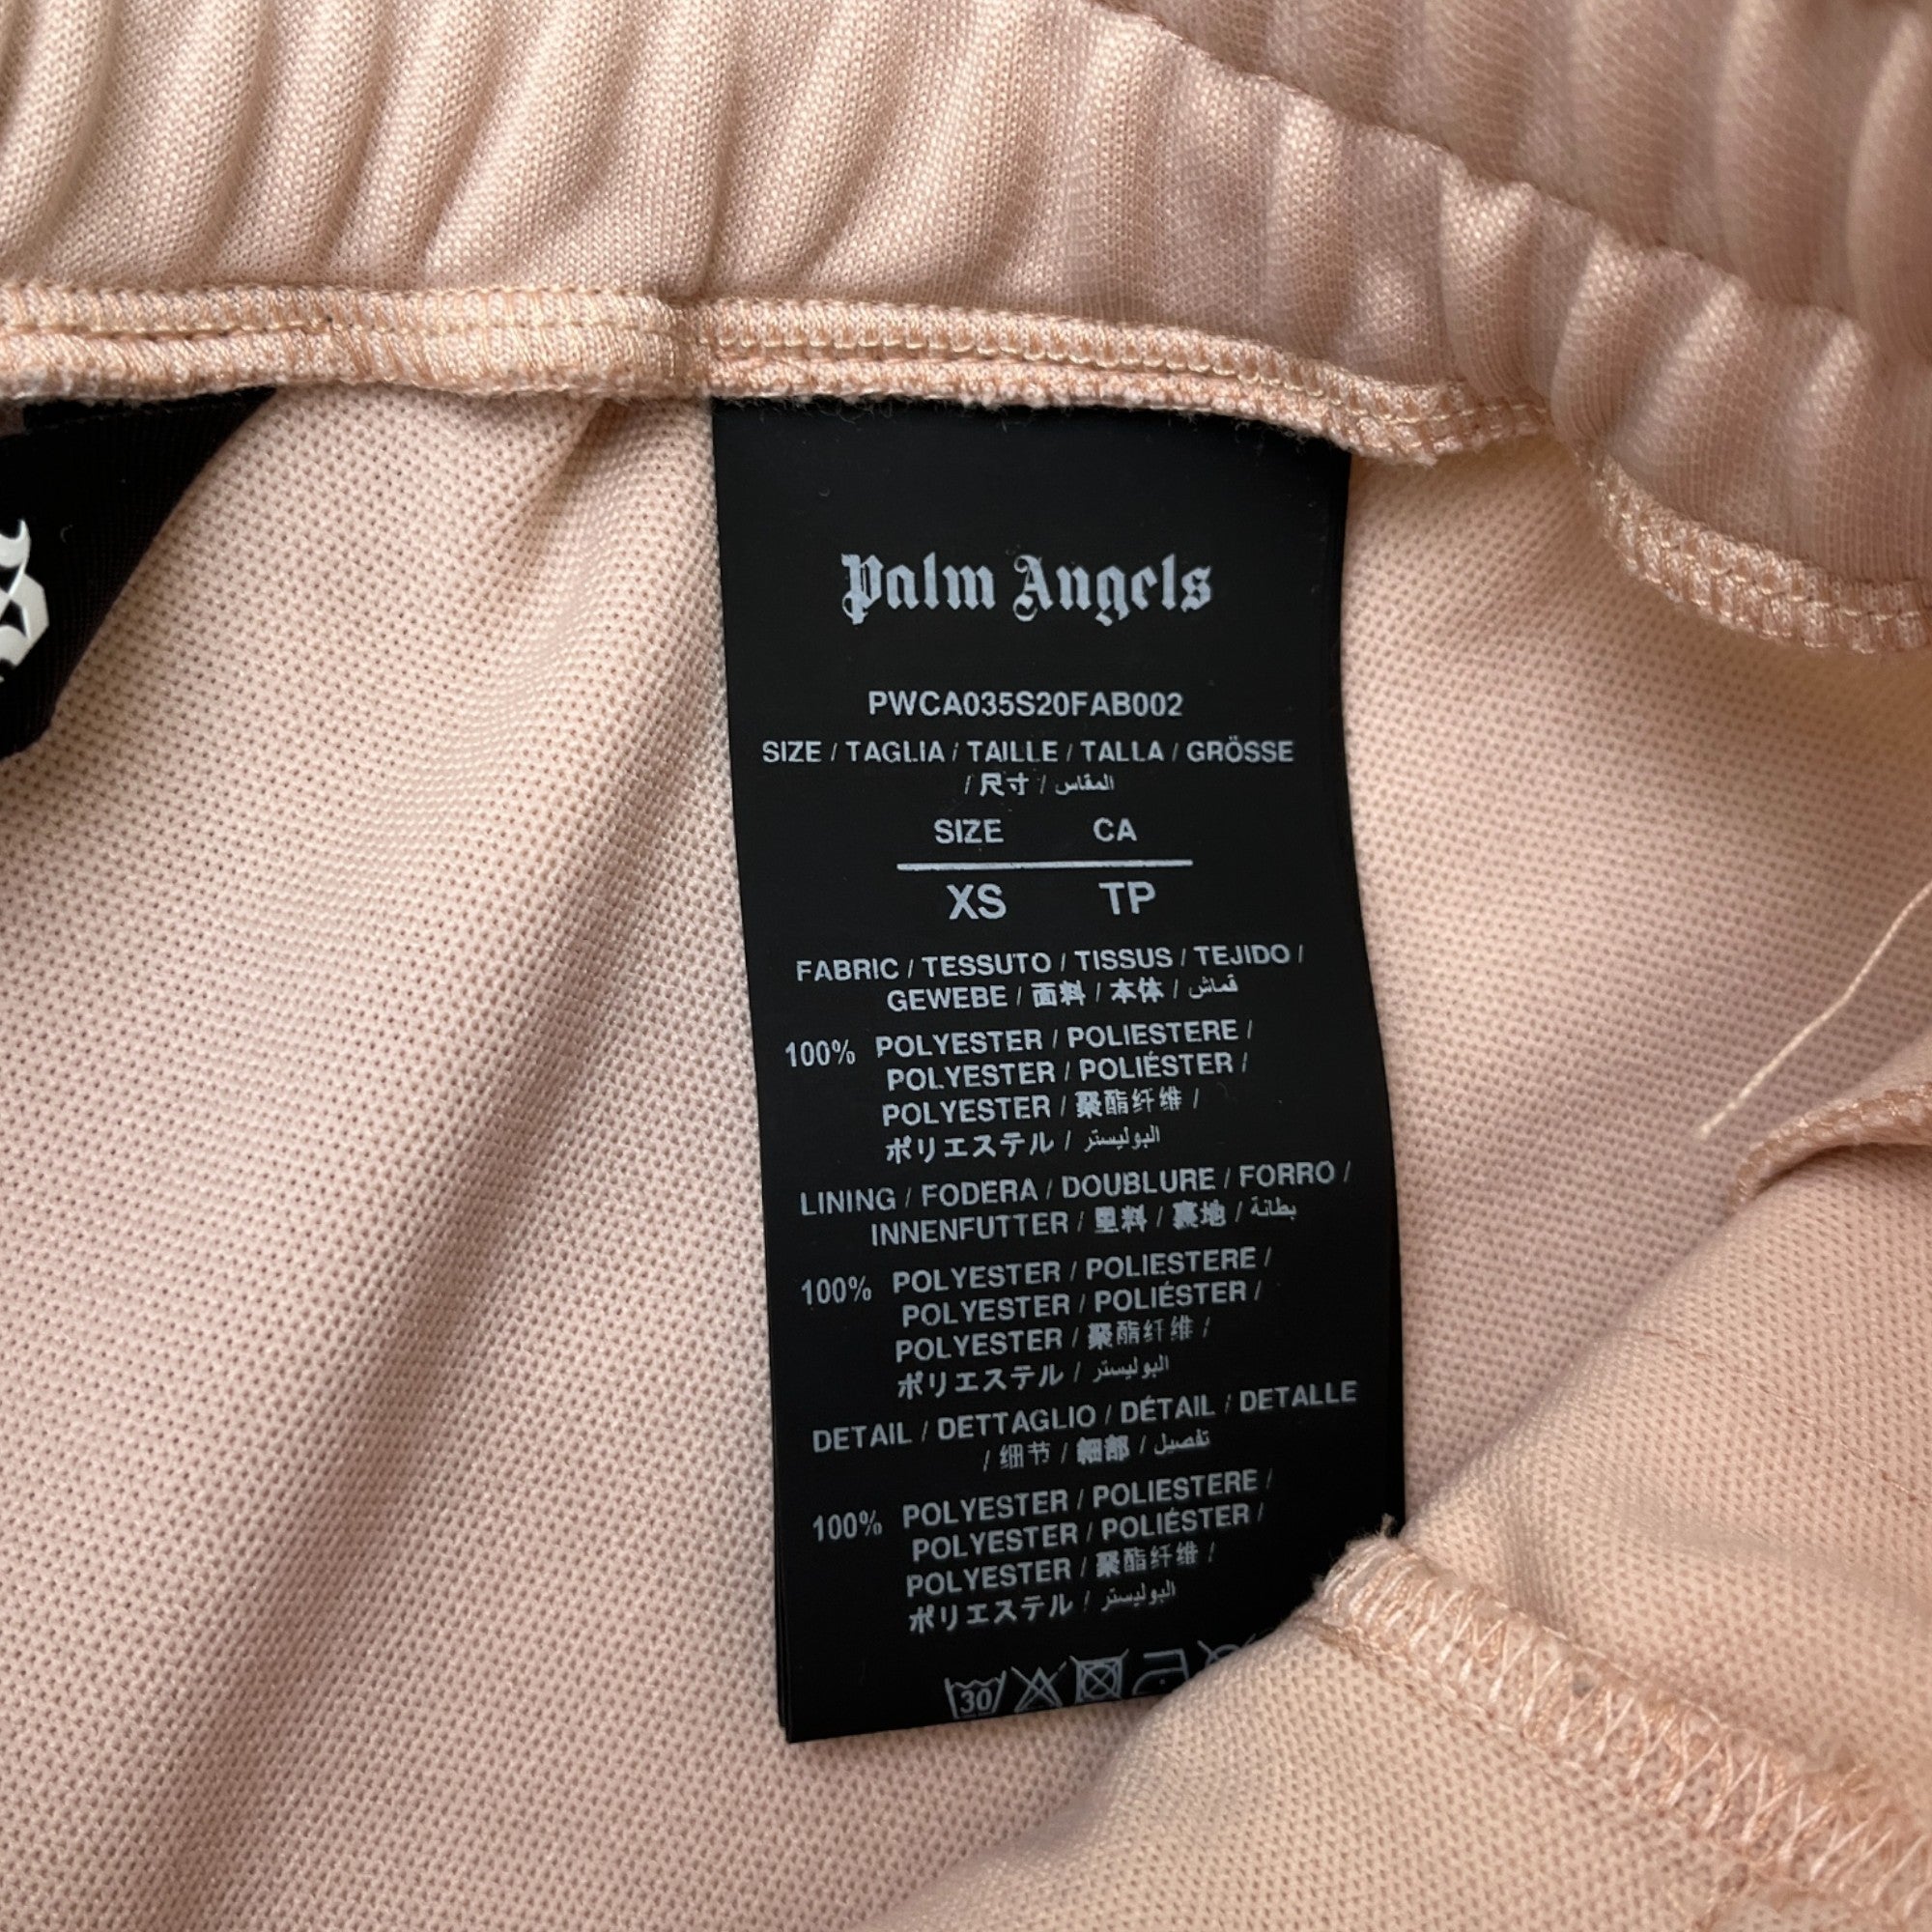 Palm Angels
PWCA035S20FAB002
SIZE / TAGLIA / TAILLE / TALLA / GRÖSSE
/ 尺寸 / المقاس
SIZE CA
XS TP
FABRIC / TESSUTO / TISSUS / TEJIDO /
GEWEBE / 面料 / 本体 / قماش
100% POLYESTER / POLIESTERE /
POLYESTER / POLIÉSTER /
POLYESTER / 聚酯纤维 /
ポリエステル / البوليستر
LINING / FODERA / DOUBLURE / FORRO /
INNENFUTTER / 里料 / 裏地 / بطانة
100% POLYESTER / POLIESTERE /
POLYESTER / POLIÉSTER /
POLYESTER / 聚酯纤维 /
ポリエステル / البوليستر
DETAIL / DETTAGLIO / DÉTAIL / DETALLE
/ 细节 / 細部 / تفصيل
100% POLYESTER / POLIESTERE /
POLYESTER / POLIÉSTER /
POLYESTER / 聚酯纤维 /
ポリエステル / البوليستر
30